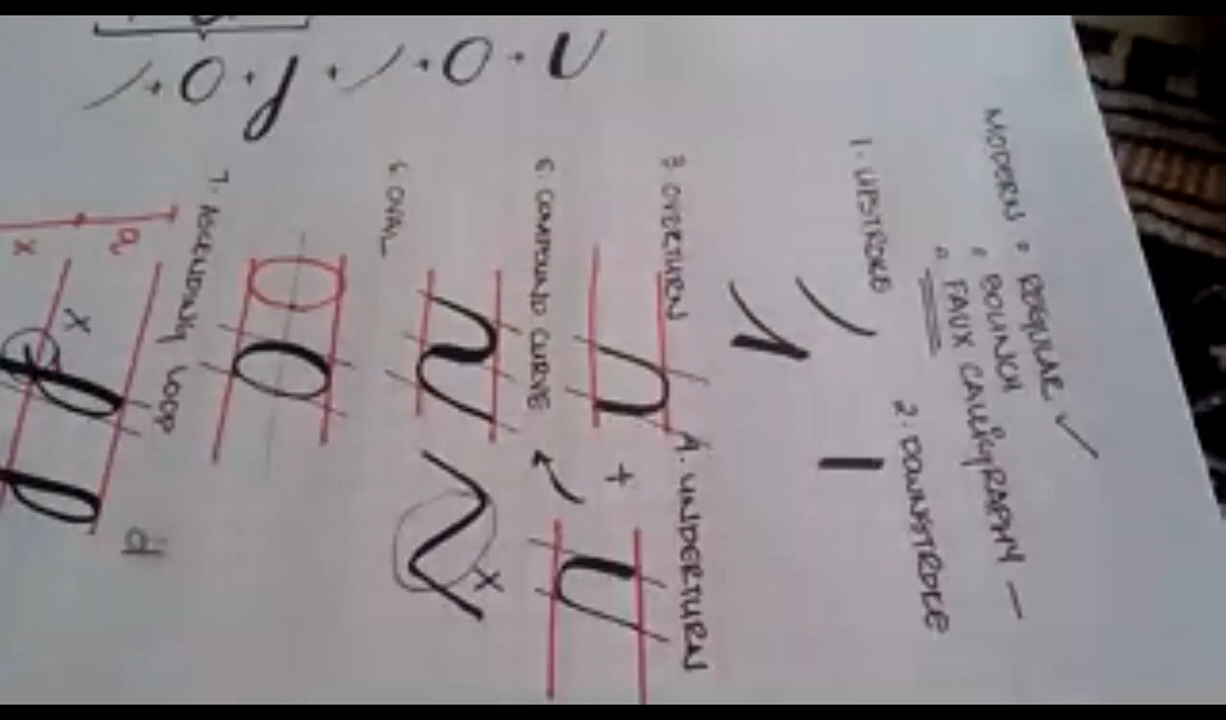 MODERN ° REGULAR ✓
° BOUNCH
° FAUX CALLIGRAPHY —
1. UPSTROKE 2. DOWNSTROKE
3. OVERTURN 4. UNDERTURN
+
5. COMPOUND CURVE
6. OVAL
7. ASCENDING LOOP
a
x
x
x
d